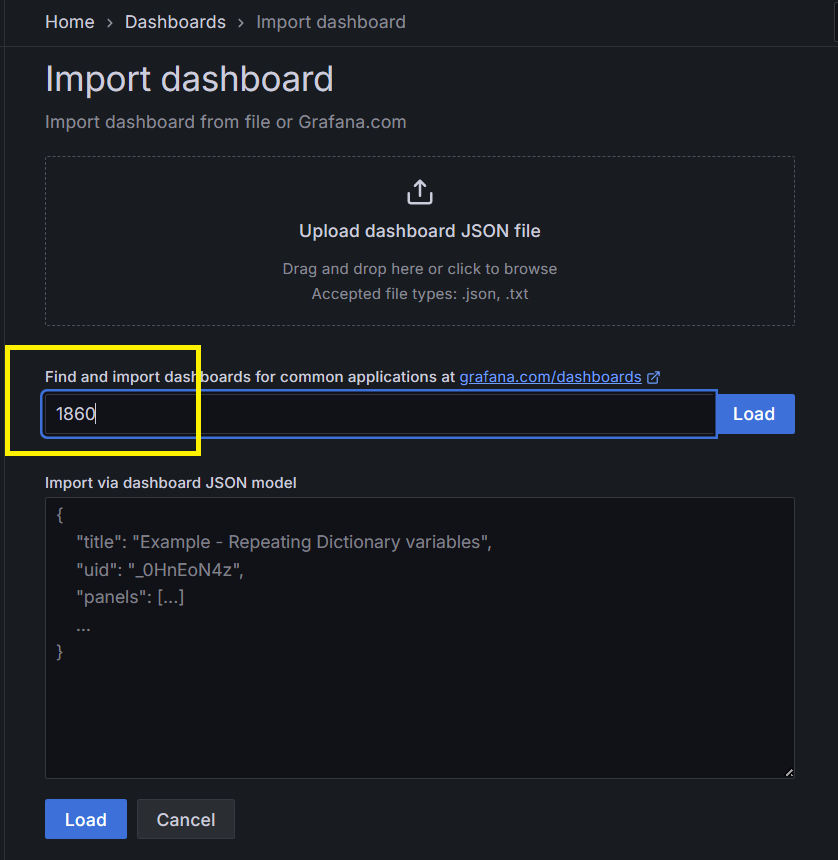 Home › Dashboards › Import dashboard
Import dashboard
Import dashboard from file or Grafana.com
Upload dashboard JSON file
Drag and drop here or click to browse
Accepted file types: .json, .txt
Find and import dashboards for common applications at grafana.com/dashboards
1860
Load
Import via dashboard JSON model
{
"title": "Example - Repeating Dictionary variables",
"uid": "_0HnEoN4z",
"panels": [...]
...
}
Load Cancel